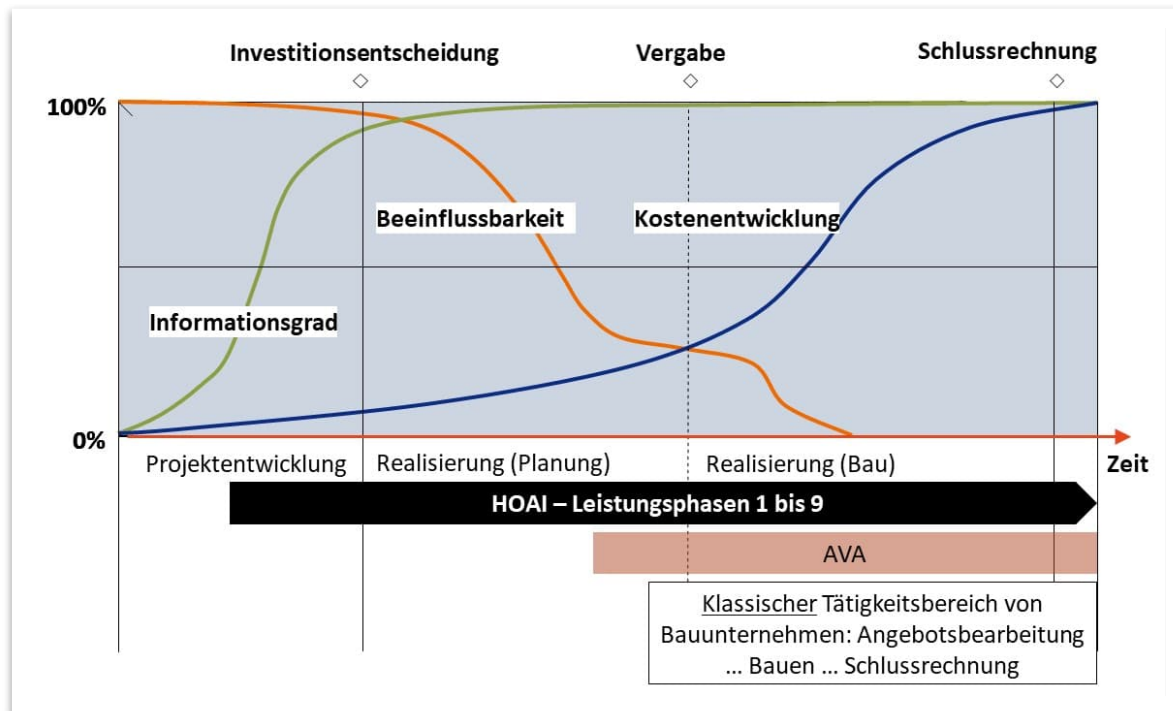 Investitionsentscheidung
Vergabe
Schlussrechnung
100%
Beeinflussbarkeit
Kostenentwicklung
Informationsgrad
0%
Projektentwicklung
Realisierung (Planung)
Realisierung (Bau)
Zeit
HOAI – Leistungsphasen 1 bis 9
AVA
Klassischer Tätigkeitsbereich von
Bauunternehmen: Angebotsbearbeitung
... Bauen ... Schlussrechnung